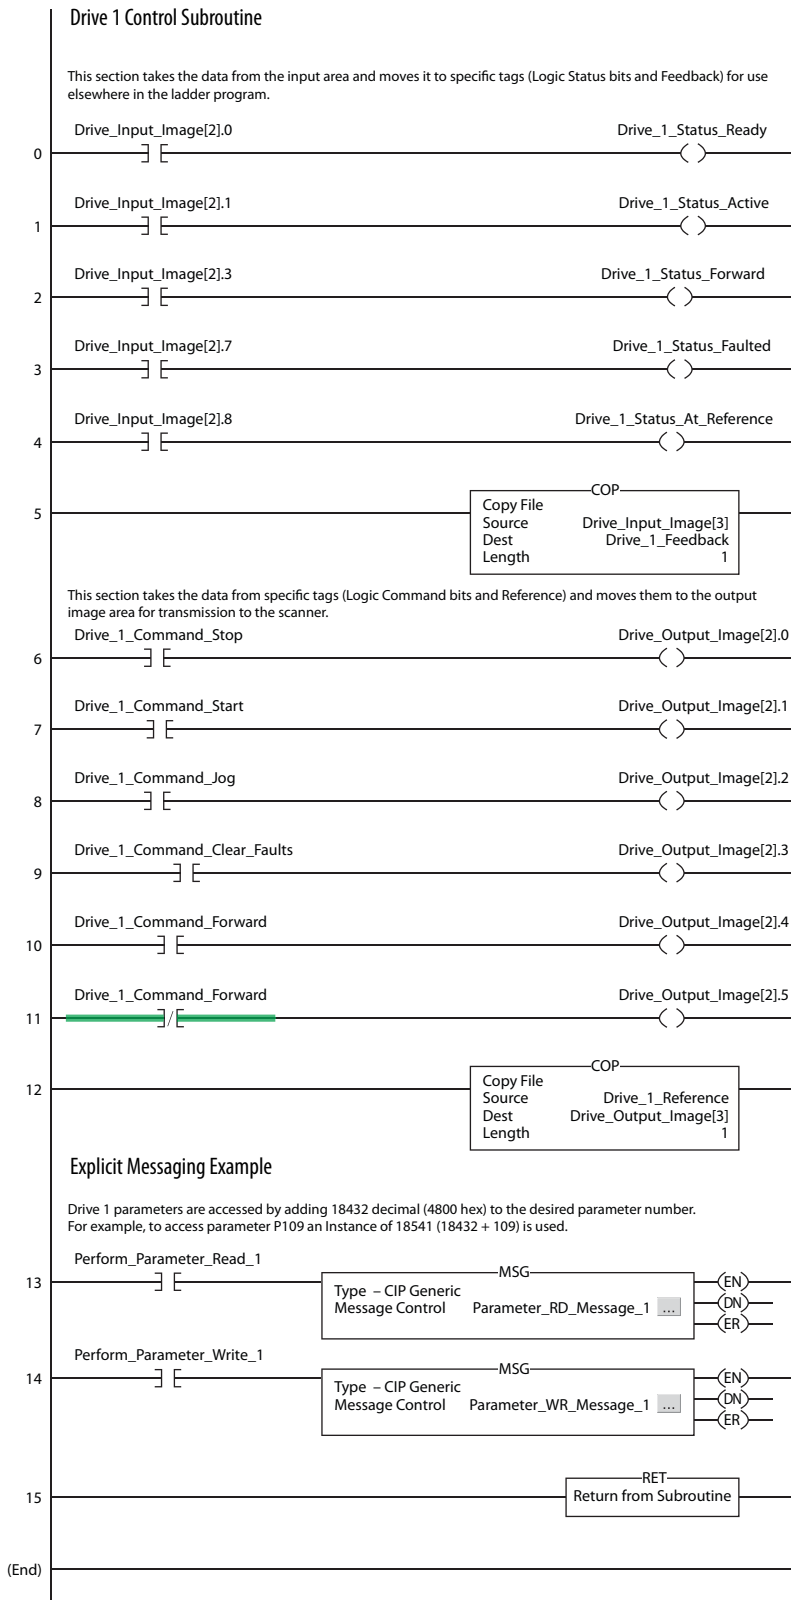 Drive 1 Control Subroutine
This section takes the data from the input area and moves it to specific tags (Logic Status bits and Feedback) for use
elsewhere in the ladder program.
Drive_Input_Image[2].0 Drive_1_Status_Ready
0
Drive_Input_Image[2].1 Drive_1_Status_Active
1
Drive_Input_Image[2].3 Drive_1_Status_Forward
2
Drive_Input_Image[2].7 Drive_1_Status_Faulted
3
Drive_Input_Image[2].8 Drive_1_Status_At_Reference
4
COP
Copy File
5 Source Drive_Input_Image[3]
Dest Drive_1_Feedback
Length 1
This section takes the data from specific tags (Logic Command bits and Reference) and moves them to the output
image area for transmission to the scanner.
Drive_1_Command_Stop Drive_Output_Image[2].0
6
Drive_1_Command_Start Drive_Output_Image[2].1
7
Drive_1_Command_Jog Drive_Output_Image[2].2
8
Drive_1_Command_Clear_Faults Drive_Output_Image[2].3
9
Drive_1_Command_Forward Drive_Output_Image[2].4
10
Drive_1_Command_Forward Drive_Output_Image[2].5
11
COP
Copy File
12 Source Drive_1_Reference
Dest Drive_Output_Image[3]
Length 1
Explicit Messaging Example
Drive 1 parameters are accessed by adding 18432 decimal (4800 hex) to the desired parameter number.
For example, to access parameter P109 an Instance of 18541 (18432 + 109) is used.
Perform_Parameter_Read_1
MSG
13 Type – CIP Generic EN
Message Control Parameter_RD_Message_1 ... DN
ER
Perform_Parameter_Write_1
MSG
14 Type – CIP Generic EN
Message Control Parameter_WR_Message_1 ... DN
ER
RET
15 Return from Subroutine
(End)